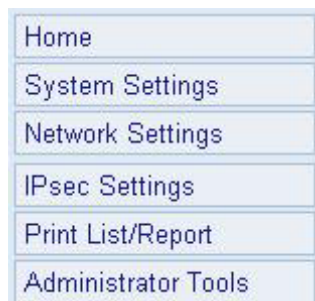 Home
System Settings
Network Settings
IPsec Settings
Print List/Report
Administrator Tools